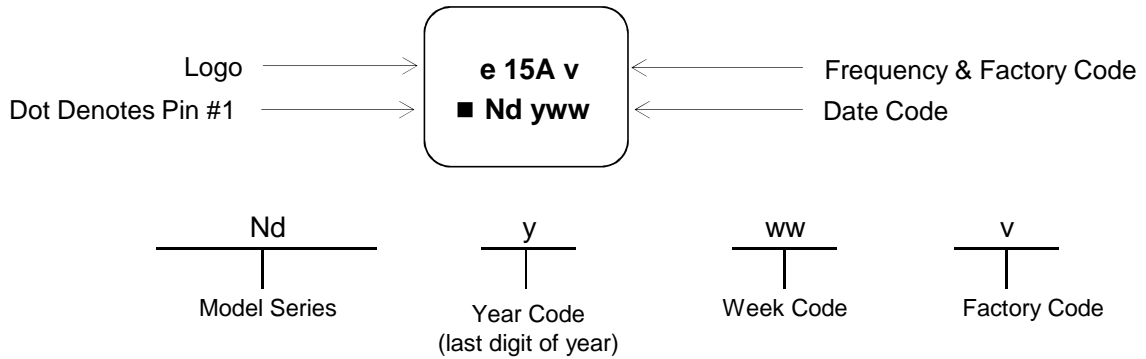 Logo
e 15A v
Frequency & Factory Code
Dot Denotes Pin #1
■ Nd yww
Date Code
Nd
y
ww
v
Model Series
Year Code
(last digit of year)
Week Code
Factory Code